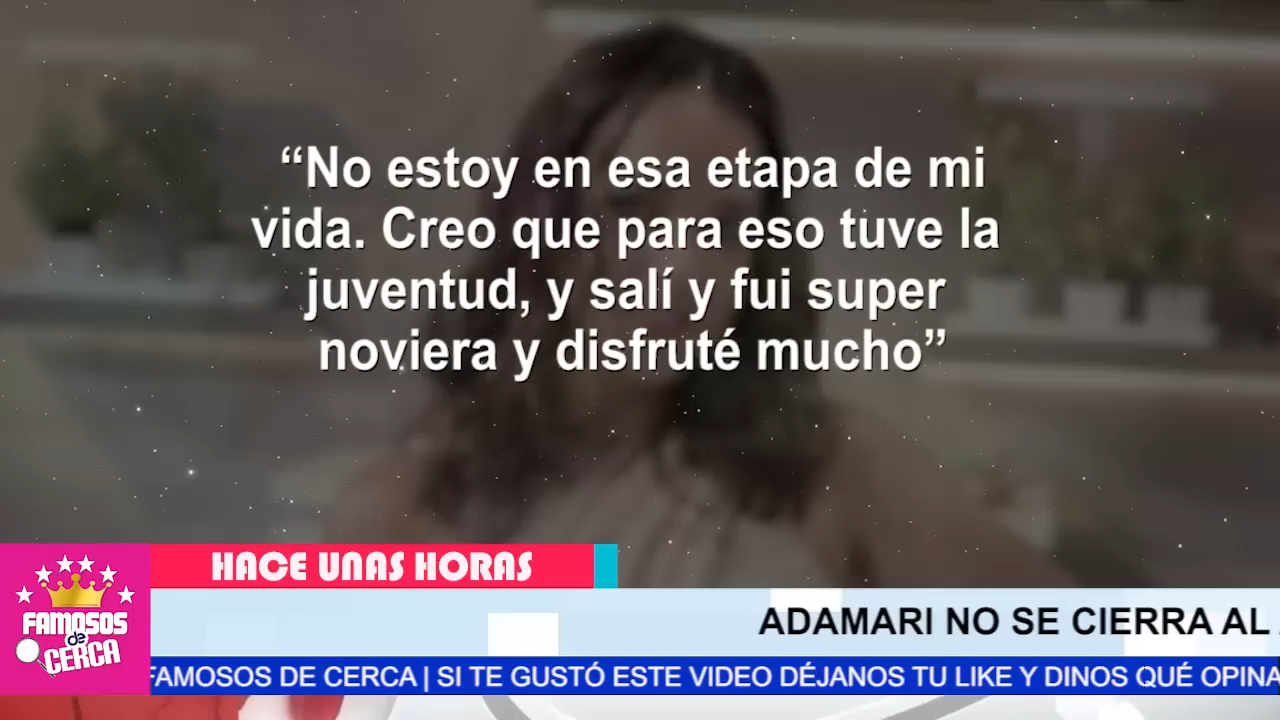 “No estoy en esa etapa de mi
vida. Creo que para eso tuve la
juventud, y salí y fui super
noviera y disfruté mucho”
HACE UNAS HORAS
FAMOSOS
de
CERCA
ADAMARI NO SE CIERRA AL
FAMOSOS DE CERCA | SI TE GUSTÓ ESTE VIDEO DÉJANOS TU LIKE Y DINOS QUÉ OPINA